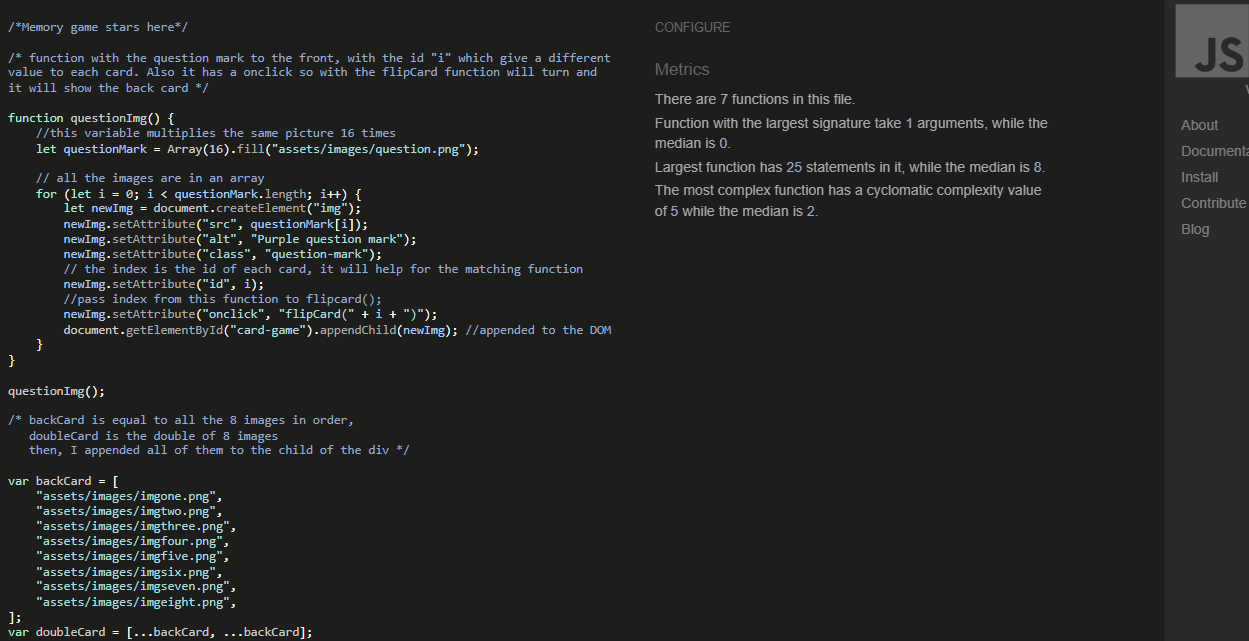 /*Memory game stars here*/
/* function with the question mark to the front, with the id "i" which give a different
value to each card. Also it has a onclick so with the flipCard function will turn and
it will show the back card */
function questionImg() {
//this variable multiplies the same picture 16 times
let questionMark = Array(16).fill("assets/images/question.png");
// all the images are in an array
for (let i = 0; i < questionMark.length; i++) {
let newImg = document.createElement("img");
newImg.setAttribute("src", questionMark[i]);
newImg.setAttribute("alt", "Purple question mark");
newImg.setAttribute("class", "question-mark");
// the index is the id of each card, it will help for the matching function
newImg.setAttribute("id", i);
//pass index from this function to flipcard();
newImg.setAttribute("onclick", "flipCard(" + i + ")");
document.getElementById("card-game").appendChild(newImg); //appended to the DOM
}
}
questionImg();
/* backCard is equal to all the 8 images in order,
doubleCard is the double of 8 images
then, I appended all of them to the child of the div */
var backCard = [
"assets/images/imgone.png",
"assets/images/imgtwo.png",
"assets/images/imgthree.png",
"assets/images/imgfour.png",
"assets/images/imgfive.png",
"assets/images/imgsix.png",
"assets/images/imgseven.png",
"assets/images/imgeight.png",
];
var doubleCard = [...backCard, ...backCard];
CONFIGURE
Metrics
There are 7 functions in this file.
Function with the largest signature take 1 arguments, while the
median is 0.
Largest function has 25 statements in it, while the median is 8.
The most complex function has a cyclomatic complexity value
of 5 while the median is 2.
JS
About
Documenta
Install
Contribute
Blog